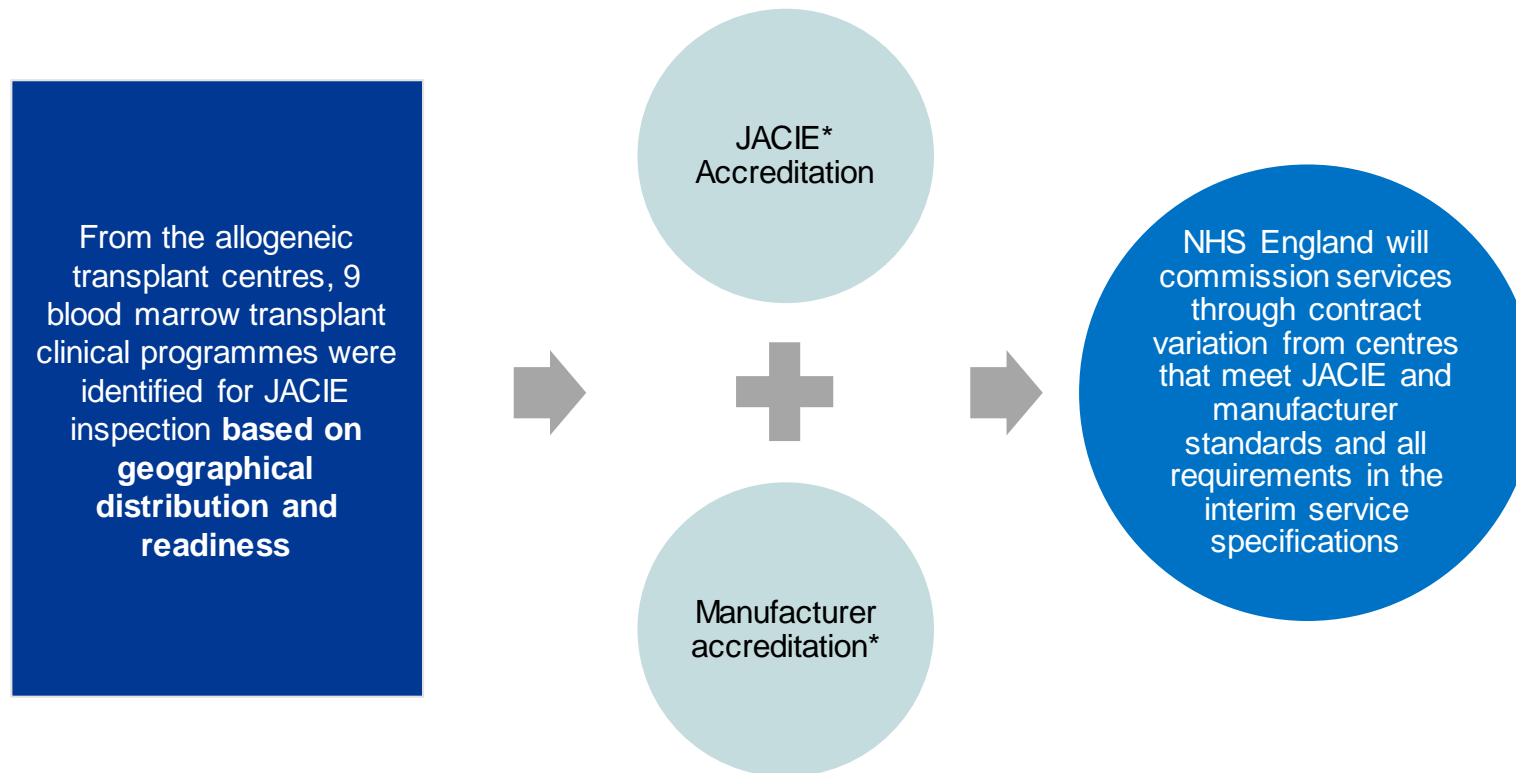 From the allogeneic
transplant centres, 9
blood marrow transplant
clinical programmes were
identified for JACIE
inspection based on
geographical
distribution and
readiness
JACIE*
Accreditation
Manufacturer
accreditation*
NHS England will
commission services
through contract
variation from centres
that meet JACIE and
manufacturer
standards and all
requirements in the
interim service
specifications